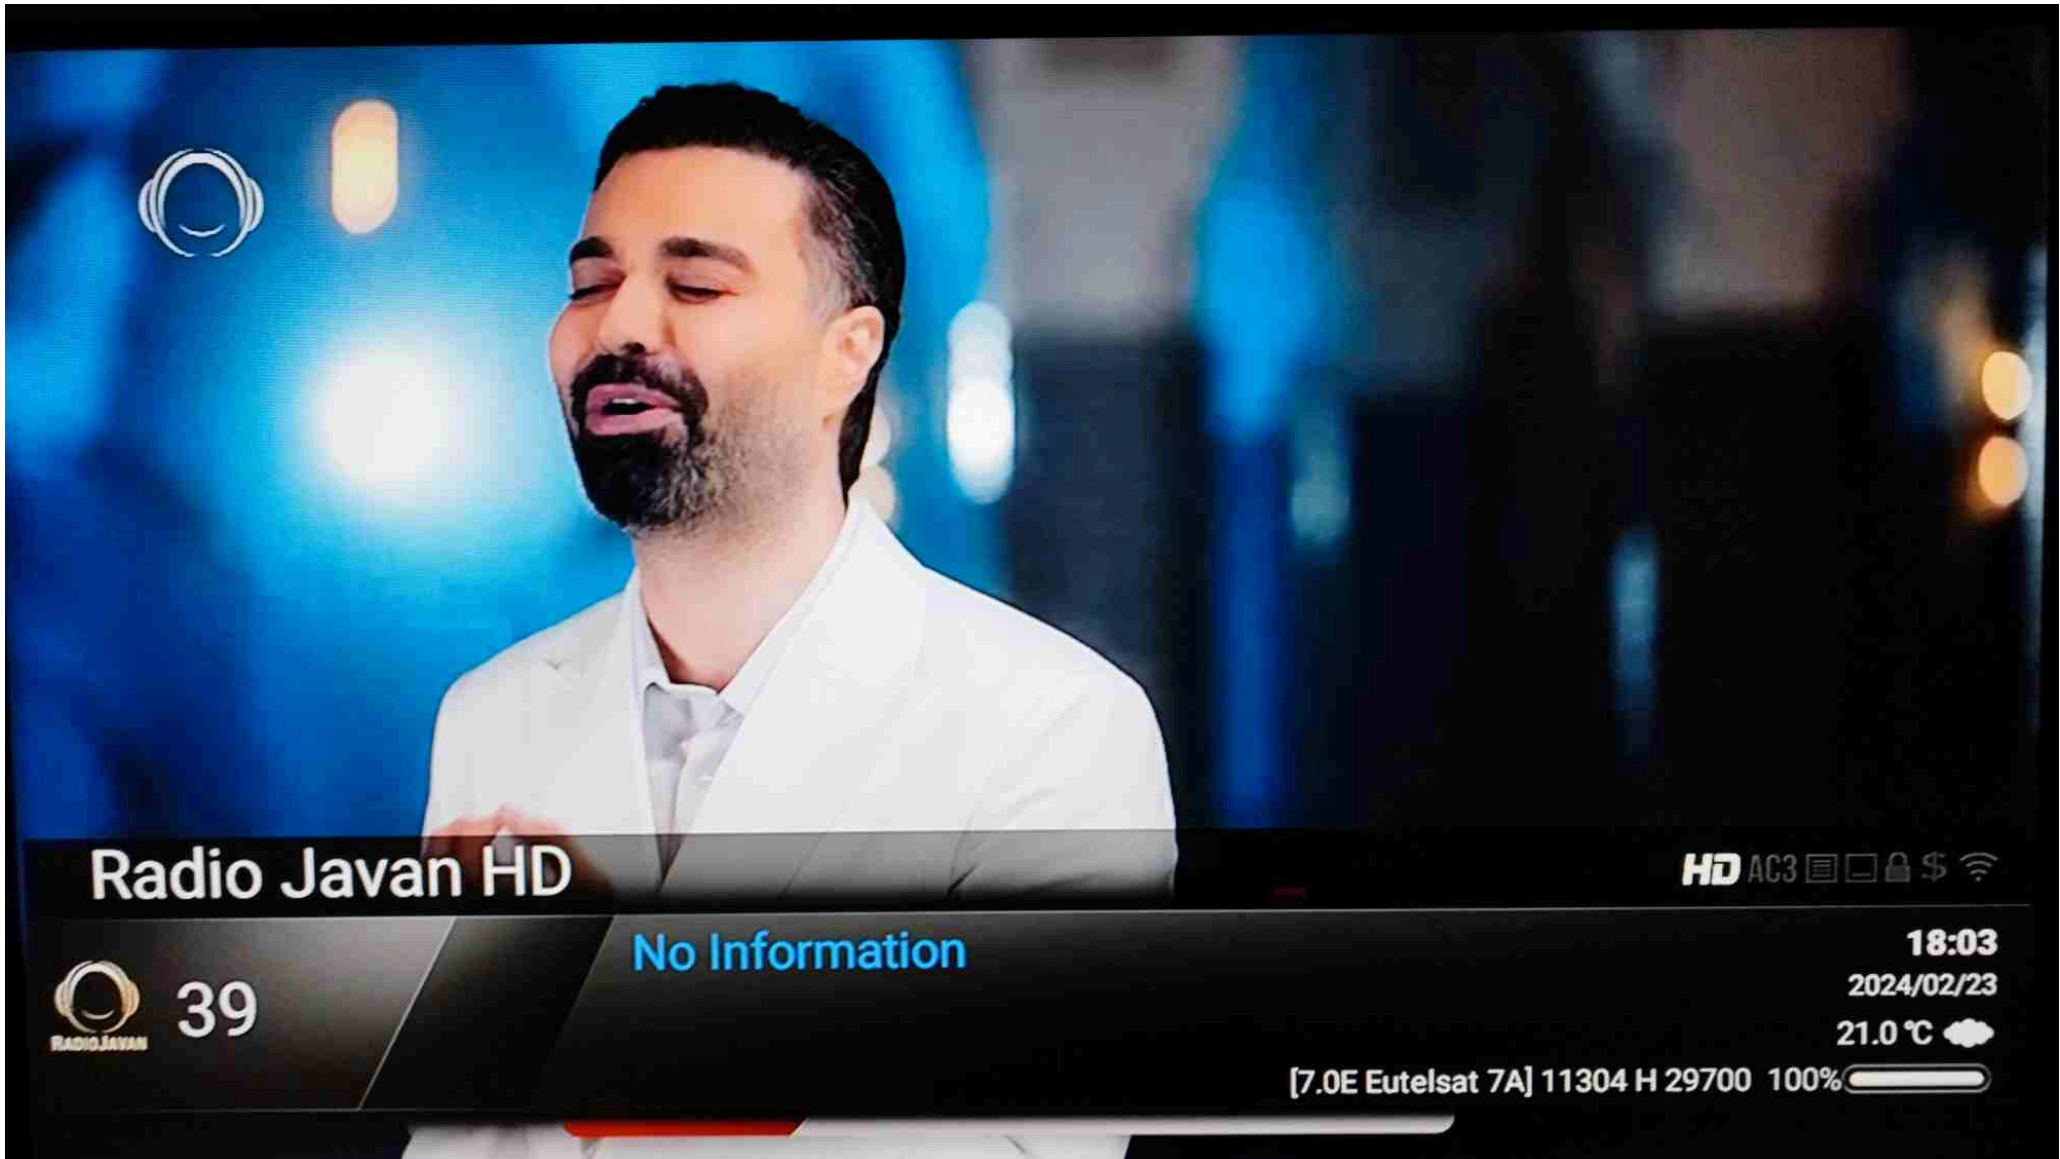 Radio Javan HD
HD AC3 $
No Information
39
RADIOJAVAN
18:03
2024/02/23
21.0 °C
[7.0E Eutelsat 7A] 11304 H 29700 100%